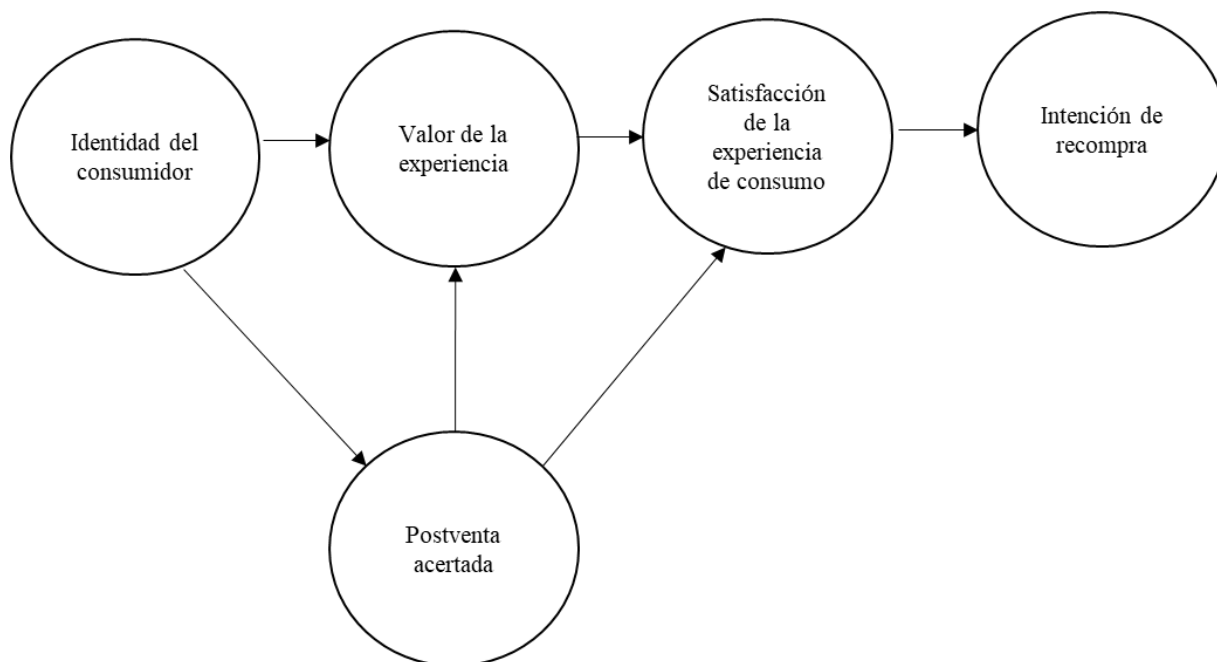 Identidad del
consumidor
Valor de la
experiencia
Satisfacción
de la
experiencia
de consumo
Intención de
recompra
Postventa
acertada